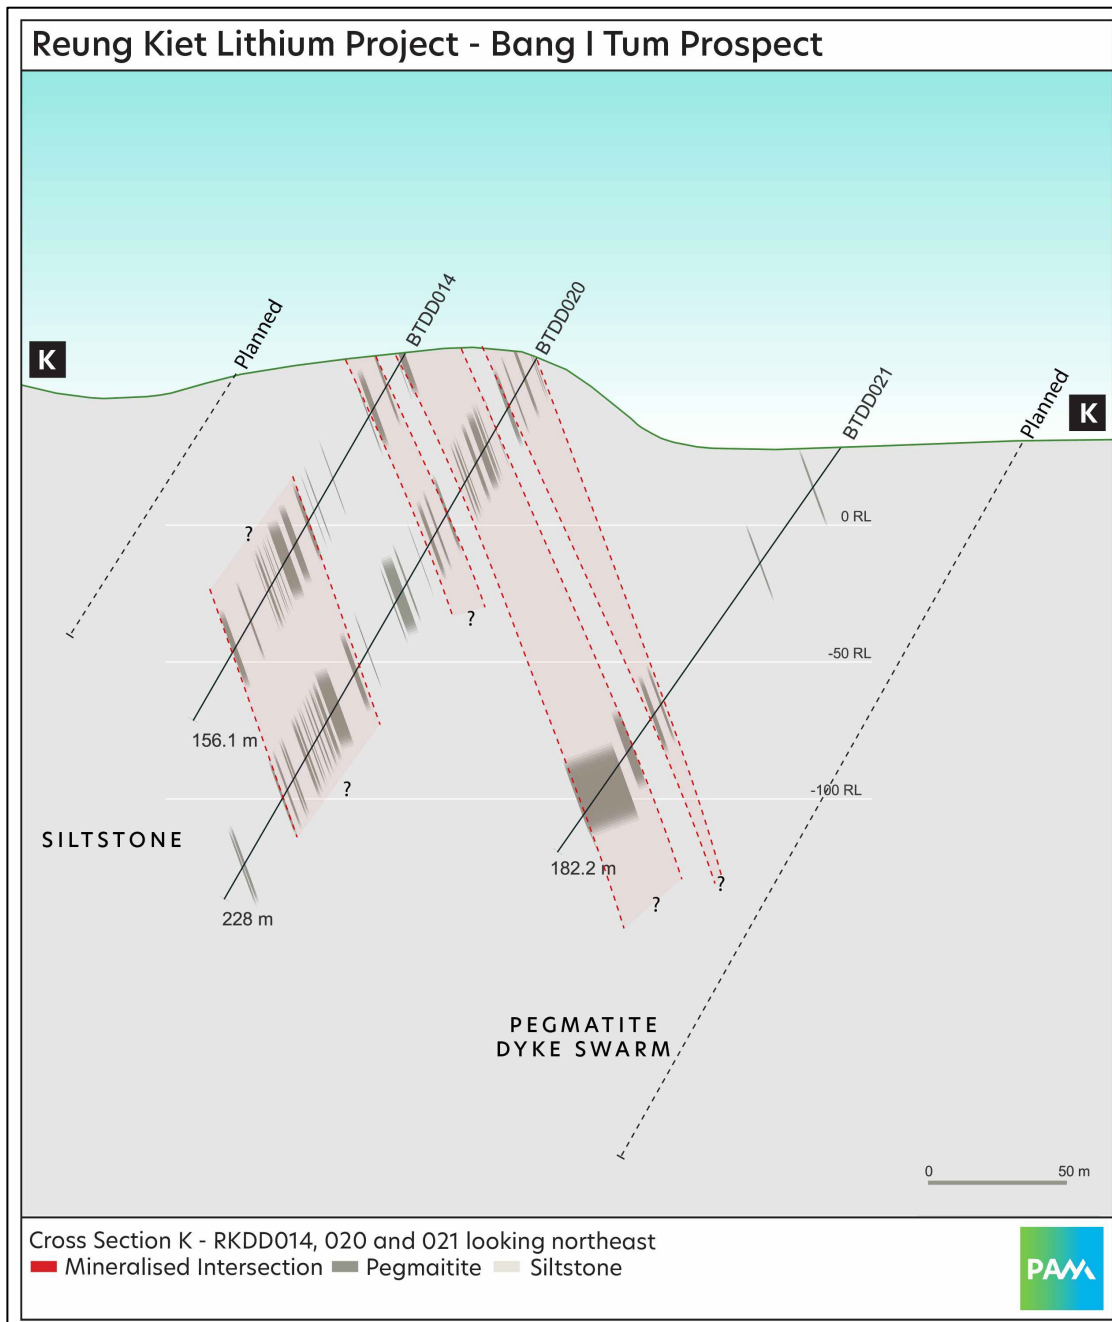 Reung Kiet Lithium Project - Bang I Tum Prospect
K
Planned
BTDD014
BTDD020
BTDD021
Planned
K
0 RL
?
?
-50 RL
156.1 m
?
-100 RL
SILTSTONE
182.2 m
?
?
228 m
PEGMATITE
DYKE SWARM
0 50 m
Cross Section K - RKDD014, 020 and 021 looking northeast
Mineralised Intersection Pegmaitite Siltstone
PAM